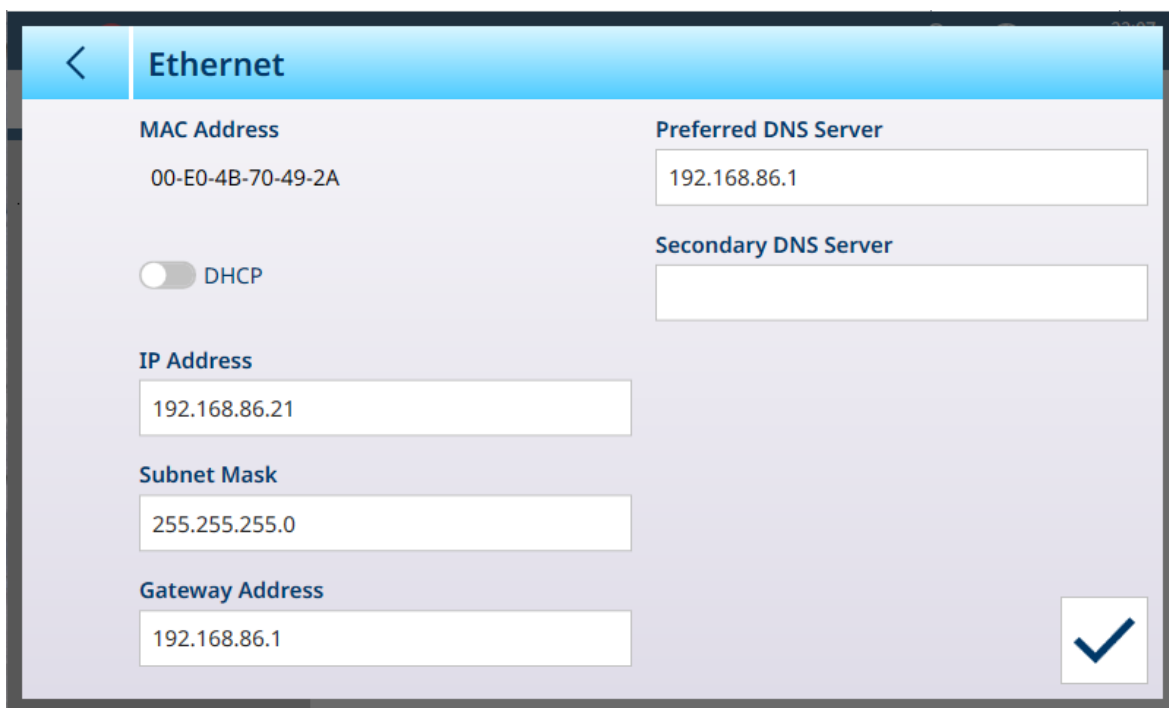 Ethernet
MAC Address
00-E0-4B-70-49-2A
DHCP
IP Address
192.168.86.21
Subnet Mask
255.255.255.0
Gateway Address
192.168.86.1
Preferred DNS Server
192.168.86.1
Secondary DNS Server